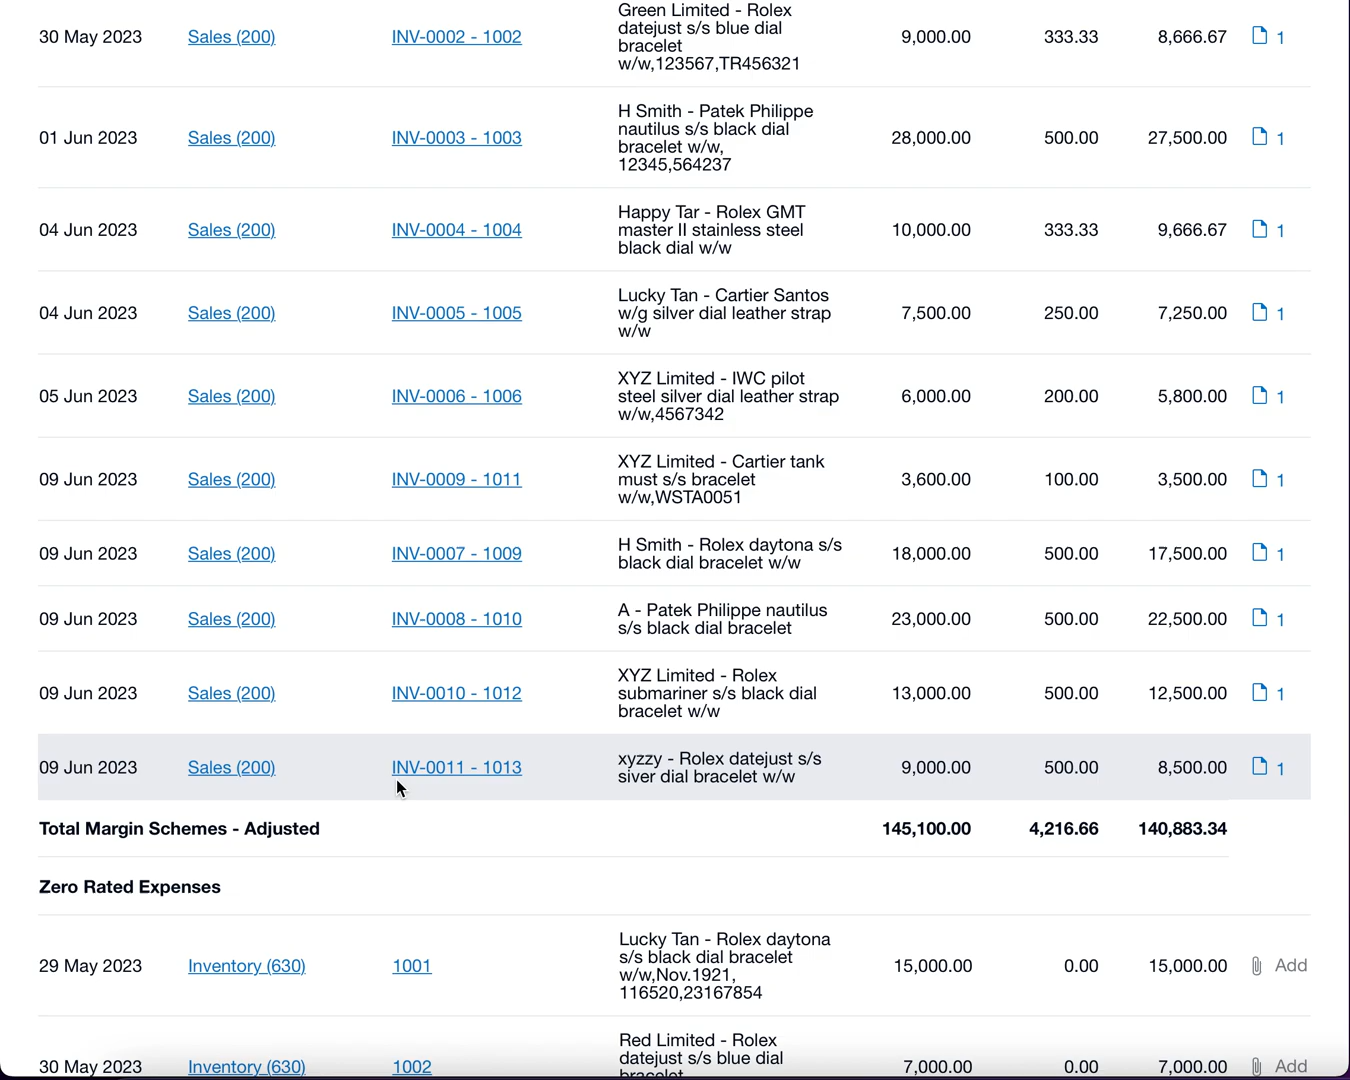 Green Limited - Rolex
datejust s/s blue dial
bracelet
w/w,123567,TR456321
30 May 2023 Sales (200) INV-0002 - 1002 9,000.00 333.33 8,666.67 1
H Smith - Patek Philippe
nautilus s/s black dial
bracelet w/w,
12345,564237
01 Jun 2023 Sales (200) INV-0003 - 1003 28,000.00 500.00 27,500.00 1
Happy Tar - Rolex GMT
master II stainless steel
black dial w/w
04 Jun 2023 Sales (200) INV-0004 - 1004 10,000.00 333.33 9,666.67 1
Lucky Tan - Cartier Santos
w/g silver dial leather strap
w/w
04 Jun 2023 Sales (200) INV-0005 - 1005 7,500.00 250.00 7,250.00 1
XYZ Limited - IWC pilot
steel silver dial leather strap
w/w,4567342
05 Jun 2023 Sales (200) INV-0006 - 1006 6,000.00 200.00 5,800.00 1
XYZ Limited - Cartier tank
must s/s bracelet
w/w,WSTA0051
09 Jun 2023 Sales (200) INV-0009 - 1011 3,600.00 100.00 3,500.00 1
H Smith - Rolex daytona s/s
black dial bracelet w/w
09 Jun 2023 Sales (200) INV-0007 - 1009 18,000.00 500.00 17,500.00 1
A - Patek Philippe nautilus
s/s black dial bracelet
09 Jun 2023 Sales (200) INV-0008 - 1010 23,000.00 500.00 22,500.00 1
XYZ Limited - Rolex
submariner s/s black dial
bracelet w/w
09 Jun 2023 Sales (200) INV-0010 - 1012 13,000.00 500.00 12,500.00 1
xyzzy - Rolex datejust s/s
siver dial bracelet w/w
09 Jun 2023 Sales (200) INV-0011 - 1013 9,000.00 500.00 8,500.00 1
Total Margin Schemes - Adjusted 145,100.00 4,216.66 140,883.34
Zero Rated Expenses
Lucky Tan - Rolex daytona
s/s black dial bracelet
w/w,Nov.1921,
116520,23167854
29 May 2023 Inventory (630) 1001 15,000.00 0.00 15,000.00 Add
Red Limited - Rolex
datejust s/s blue dial
bracelet
30 May 2023 Inventory (630) 1002 7,000.00 0.00 7,000.00 Add